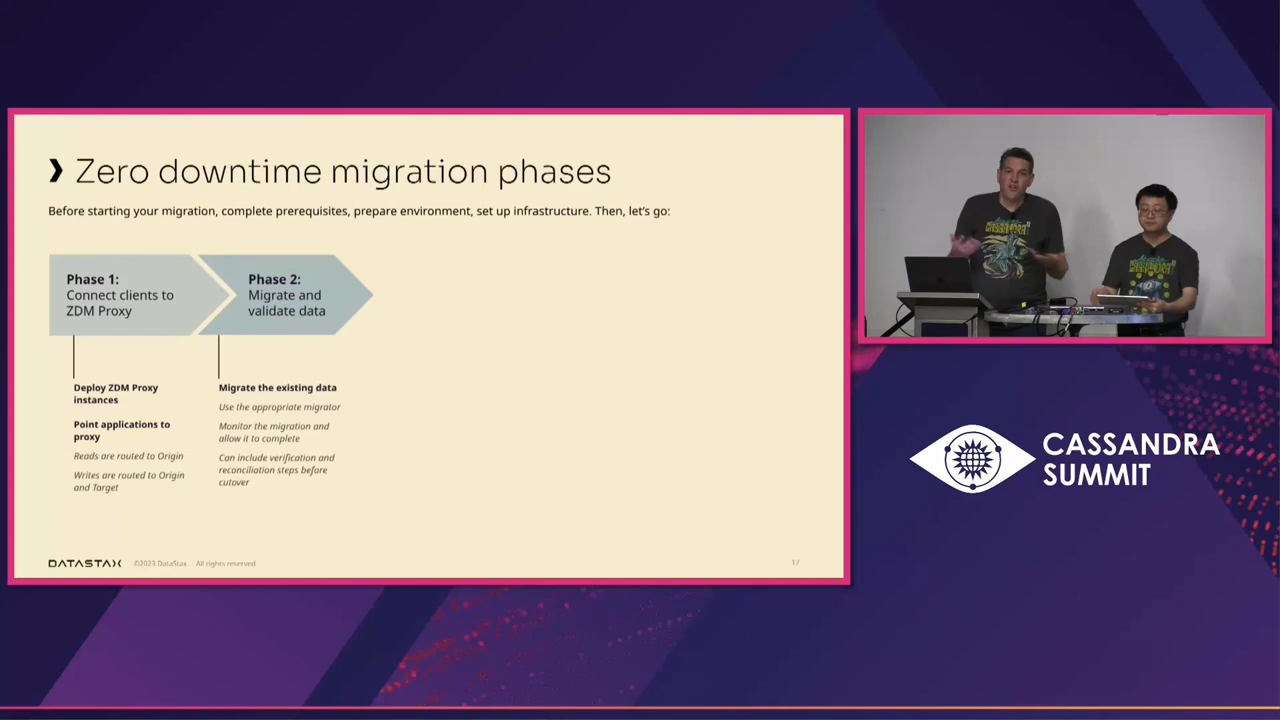 Zero downtime migration phases
Before starting your migration, complete prerequisites, prepare environment, set up infrastructure. Then, let's go:
Phase 1:
Connect clients to
ZDM Proxy
Phase 2:
Migrate and
validate data
Deploy ZDM Proxy
instances
Point applications to
proxy
Reads are routed to Origin
Writes are routed to Origin
and Target
Migrate the existing data
Use the appropriate migrator
Monitor the migration and
allow it to complete
Can include verification and
reconciliation steps before
cutover
DATASTAX
©2023 DataStax. All rights reserved
17
CASSANDRA
SUMMIT